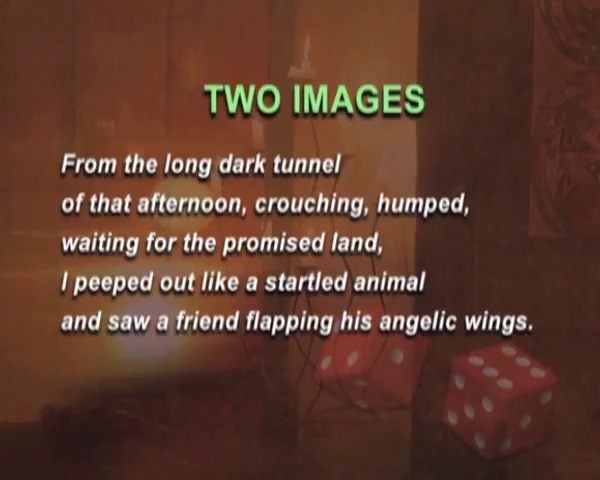 TWO IMAGES
From the long dark tunnel
of that afternoon, crouching, humped,
waiting for the promised land,
I peeped out like a startled animal
and saw a friend flapping his angelic wings.